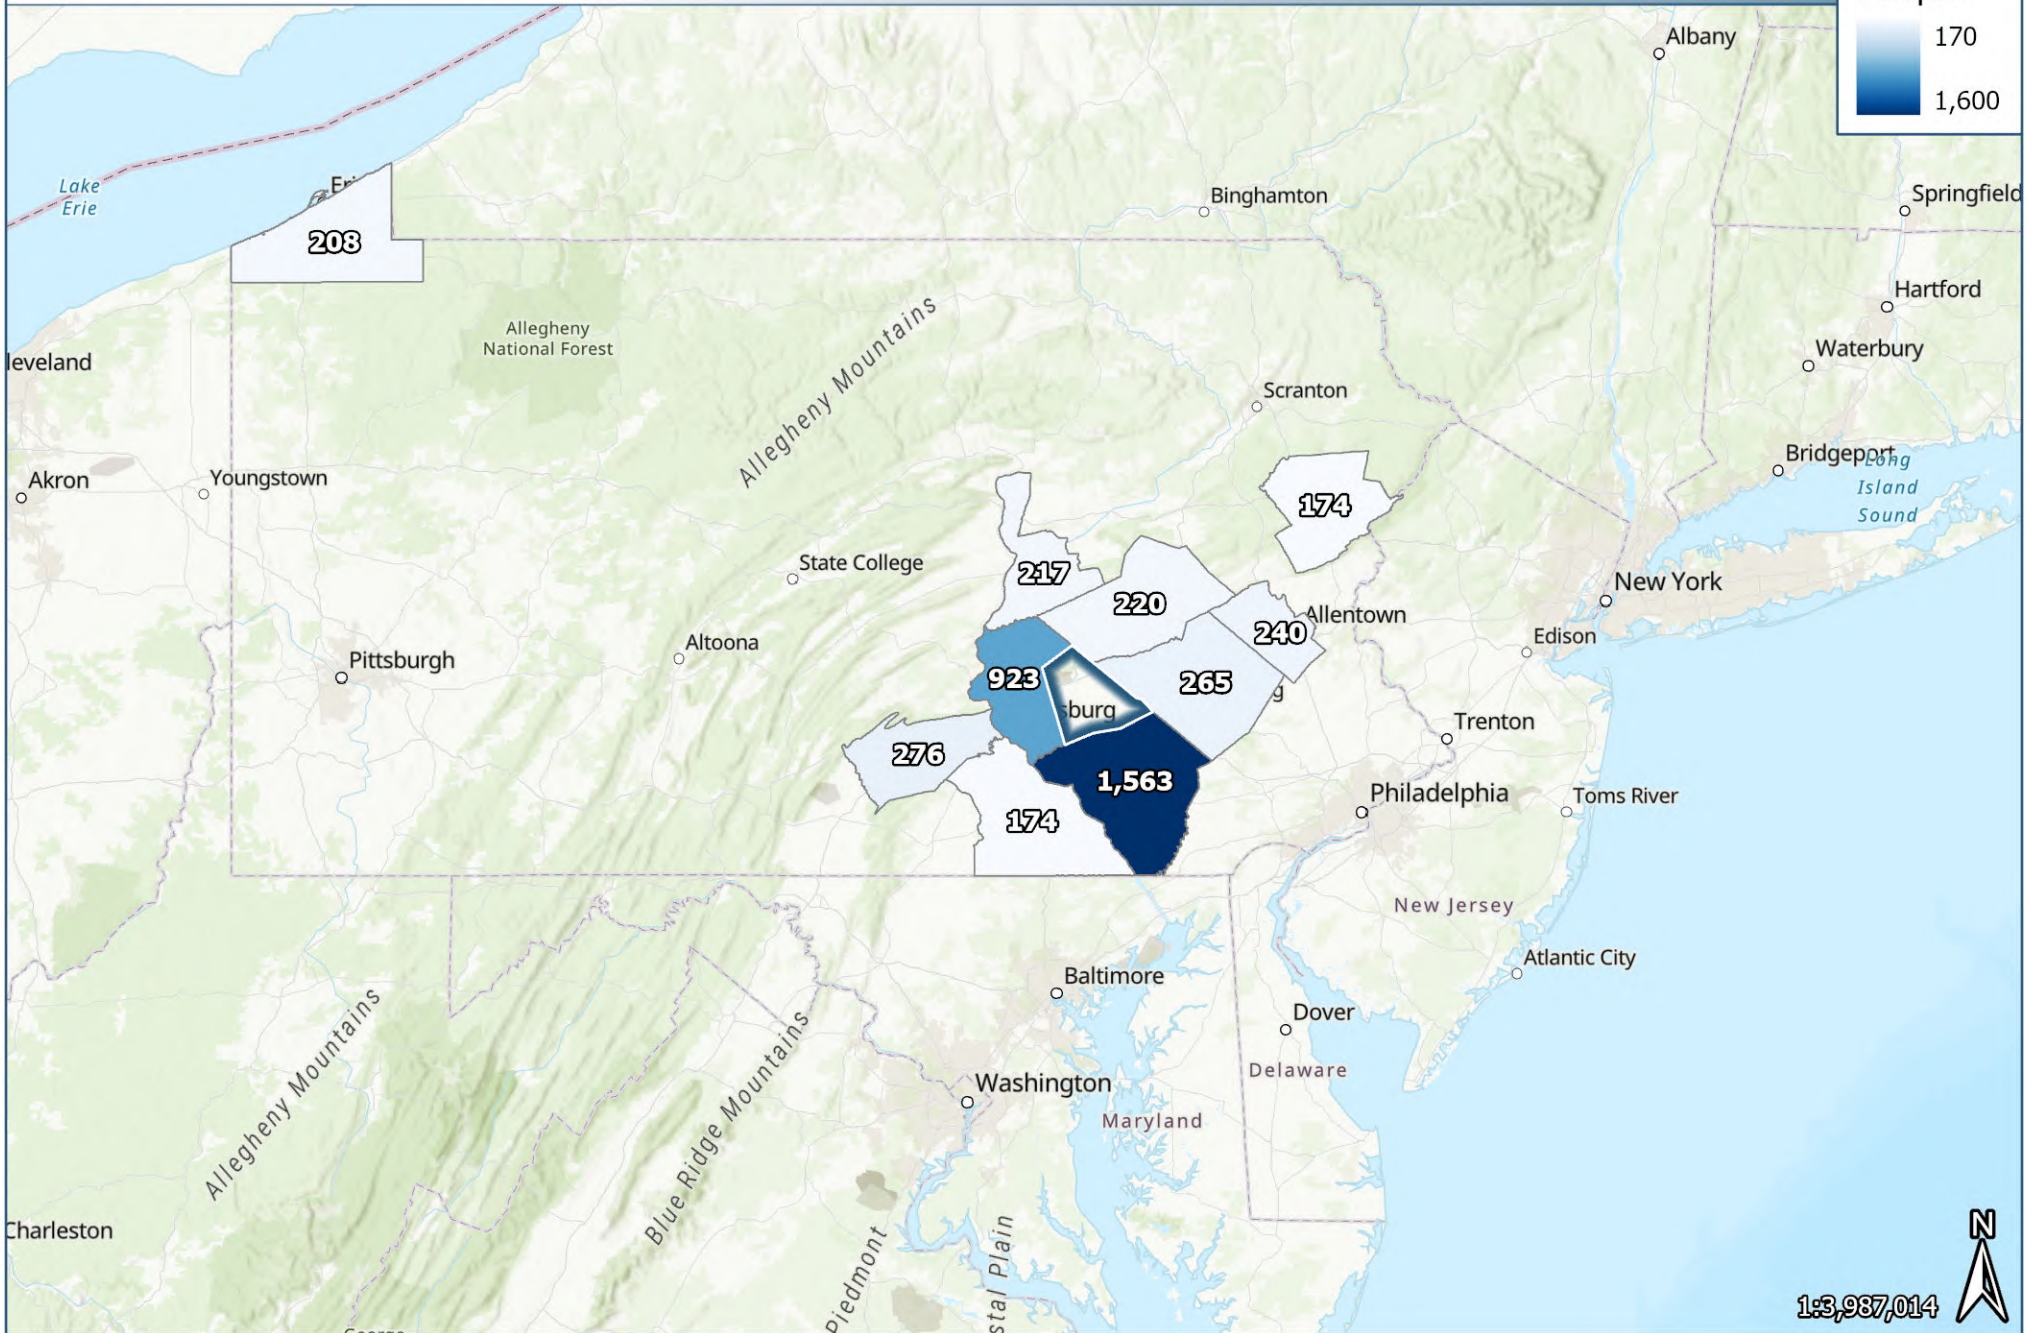 170
1,600
Albany
Springfield
Binghamton
Lake
Erie
208
Hartford
Allegheny
National Forest
Allegheny Mountains
leveland
Waterbury
Scranton
Bridgeport
Long
Island
Sound
Akron
Youngstown
174
State College
217
220
New York
Allentown
240
Edison
Altoona
Pittsburgh
923
265
sburg
Trenton
276
1,563
Philadelphia
Toms River
174
New Jersey
Atlantic City
Baltimore
Dover
Delaware
Washington
Maryland
Allegheny Mountains
Blue Ridge Mountains
Charleston
Piedmont
stal Plain
N
1:3,987,014